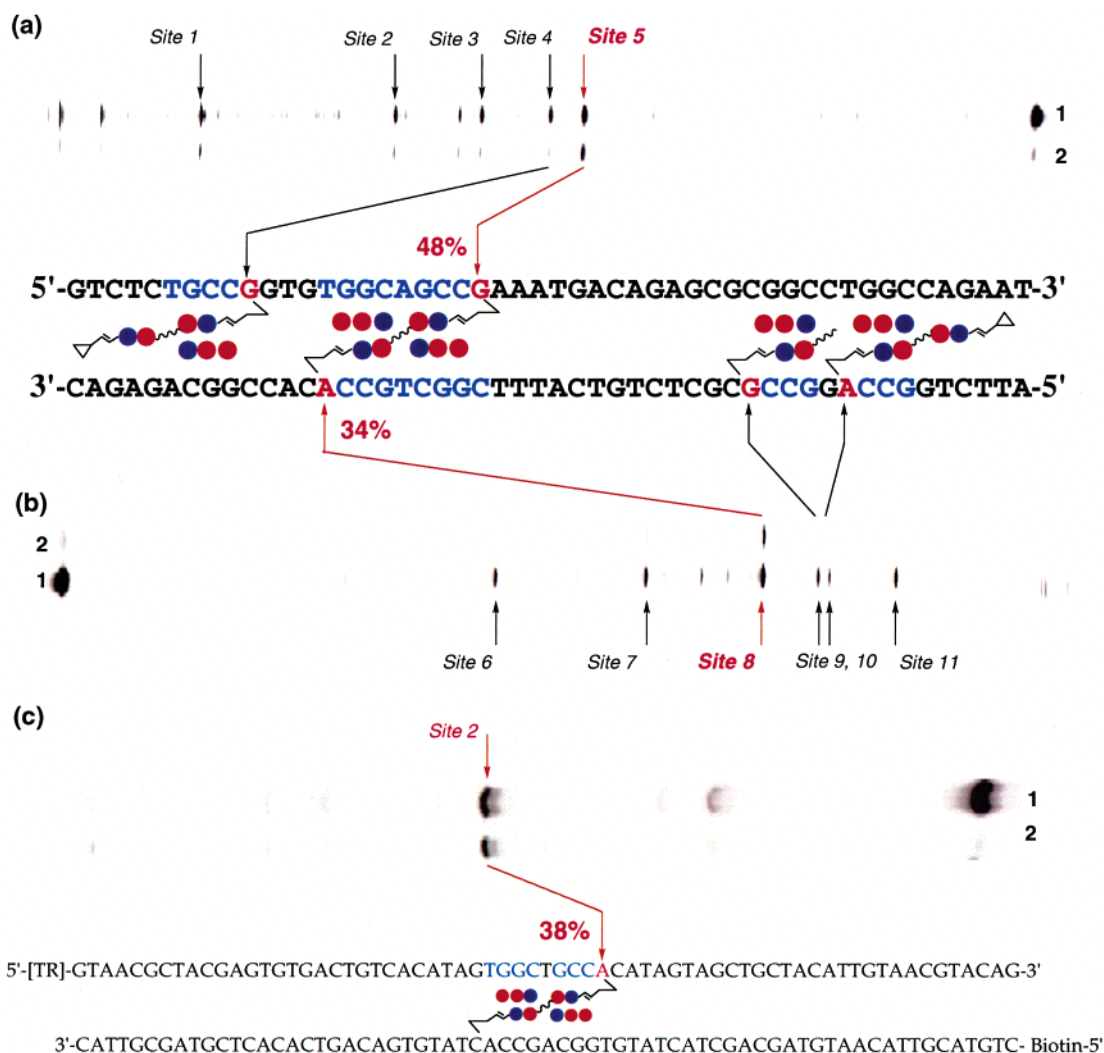 (a)
Site 1 Site 2 Site 3 Site 4 Site 5
1
2
48%
5'-GTCTCTGCCGGTGTGGCAGCCGAAATGACAGAGCGCGGCCTGGCCAGAAT-3'
3'-CAGAGACGGCCACACCGTCGGCTTTACTGTCTCGCGCCGGACCGGTCTTA-5'
34%
(b)
2
1
Site 6 Site 7 Site 8 Site 9, 10 Site 11
(c)
Site 2
1
2
38%
5'-[TR]-GTAACGCTACGAGTGTGACTGTCACATAGTGGCTGCCACATAGTAGCTGCTACATTGTAACGTACAG-3'
3'-CATTGCGATGCTCACACTGACAGTGTATCACCGACGGTGTATCATCGACGATGTAACATTGCATGTC- Biotin-5'